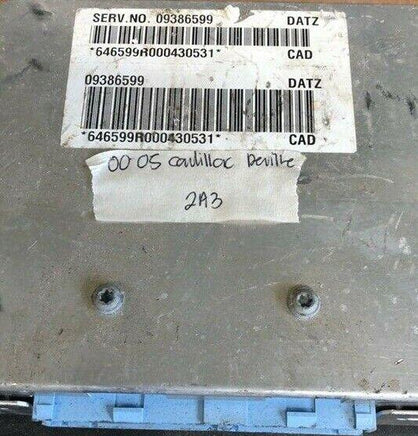 SERV.NO. 09386599 DATZ
*646599R000430531* CAD
09386599 DATZ
*646599R000430531* CAD
00-05 Cadillac Deville
2A3